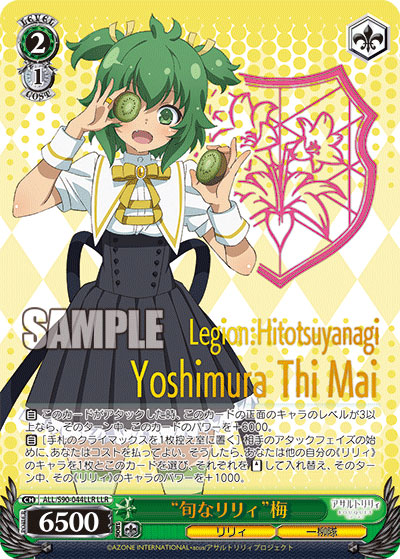 LEVEL
2
1
COST
SAMPLE
Legion:Hitotsuyanagi
Yoshimura Thi Mai
自 このカードがアタックした時、このカードの正面のキャラのレベルが3以
上なら、そのターン中、このカードのパワーを+6000。
自 [手札のクライマックスを1枚控え室に置く] 相手のアタックフェイズの始
めに、あなたはコストを払ってよい。そうしたら、あなたは他の自分の《リリィ》
のキャラを1枚とこのカードを選び、それぞれを して入れ替え、そのターン
中、その《リリィ》のキャラのパワーを+1000。
CH ALL/S90-044LLR LLR
6500
“旬なリリィ”梅
アサルトリリィ
リリィ
一柳隊
©AZONE INTERNATIONAL・acus/アサルトリリィプロジェクト